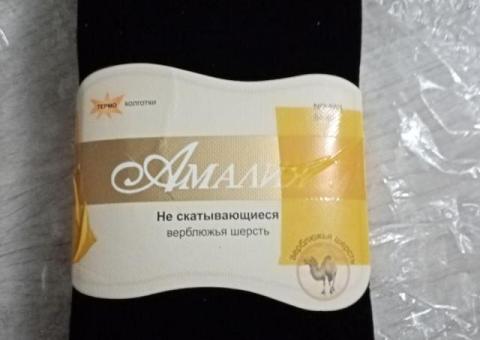 ТЕРМО КОЛГОТКИ
АМАЛИЯ
Не скатывающиеся
верблюжья шерсть
верблюжья шерсть